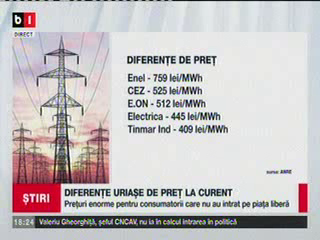 b1
DIRECT
DIFERENȚE DE PREȚ
Enel - 759 lei/MWh
CEZ - 525 lei/MWh
E.ON - 512 lei/MWh
Electrica - 445 lei/MWh
Tinmar Ind - 409 lei/MWh
sursa: ANRE
ȘTIRI
DIFERENȚE URIAȘE DE PREȚ LA CURENT
Prețuri enorme pentru consumatorii care nu au intrat pe piața liberă
18:24
Valeriu Gheorghiță, șeful CNCAV, nu ia în calcul intrarea în politică